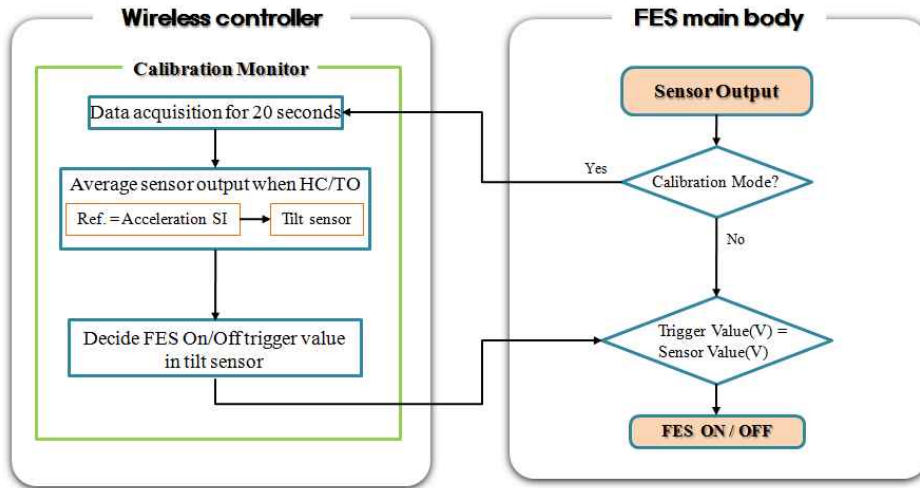 Wireless controller
Calibration Monitor
Data acquisition for 20 seconds
Average sensor output when HC/TO
Ref. = Acceleration SI
Tilt sensor
Decide FES On/Off trigger value
in tilt sensor
FES main body
Sensor Output
Yes
Calibration Mode?
No
Trigger Value(V) =
Sensor Value(V)
FES ON / OFF